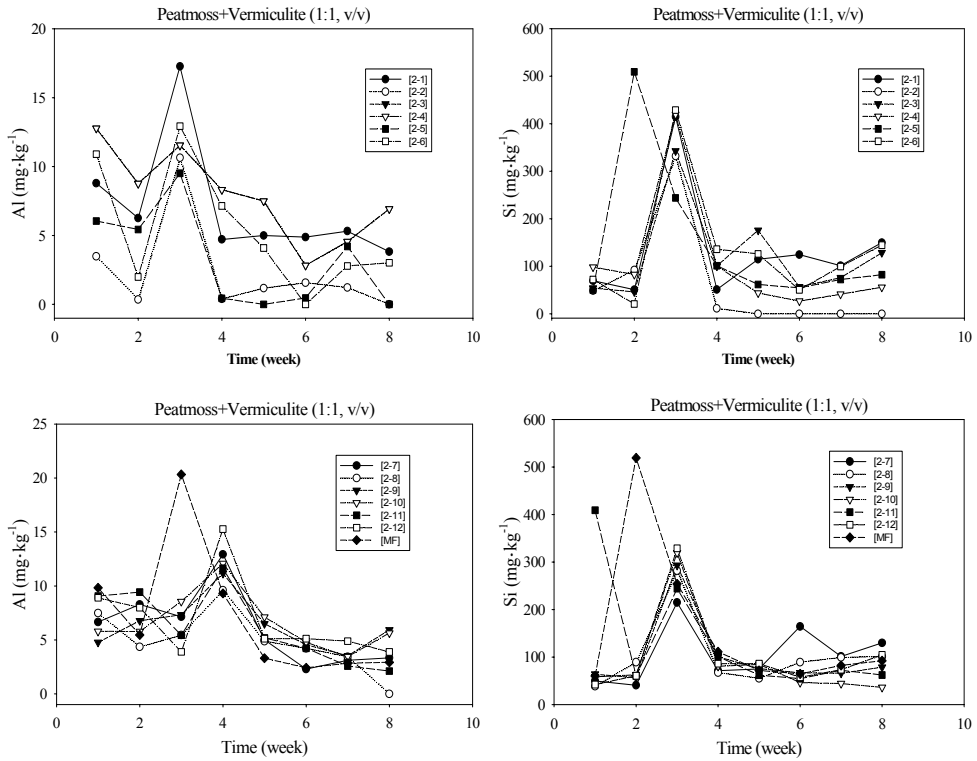 Peatmoss+Vermiculite (1:1, v/v)
20
15
10
5
0
Al (mg·kg-1)
[2-1]
[2-2]
[2-3]
[2-4]
[2-5]
[2-6]
0 2 4 6 8 10
Time (week)
Peatmoss+Vermiculite (1:1, v/v)
600
500
400
300
200
100
0
Si (mg·kg-1)
[2-1]
[2-2]
[2-3]
[2-4]
[2-5]
[2-6]
0 2 4 6 8 10
Time (week)
Peatmoss+Vermiculite (1:1, v/v)
25
20
15
10
5
0
Al (mg·kg-1)
[2-7]
[2-8]
[2-9]
[2-10]
[2-11]
[2-12]
[MF]
0 2 4 6 8 10
Time (week)
Peatmoss+Vermiculite (1:1, v/v)
600
500
400
300
200
100
0
Si (mg·kg-1)
[2-7]
[2-8]
[2-9]
[2-10]
[2-11]
[2-12]
[MF]
0 2 4 6 8 10
Time (week)